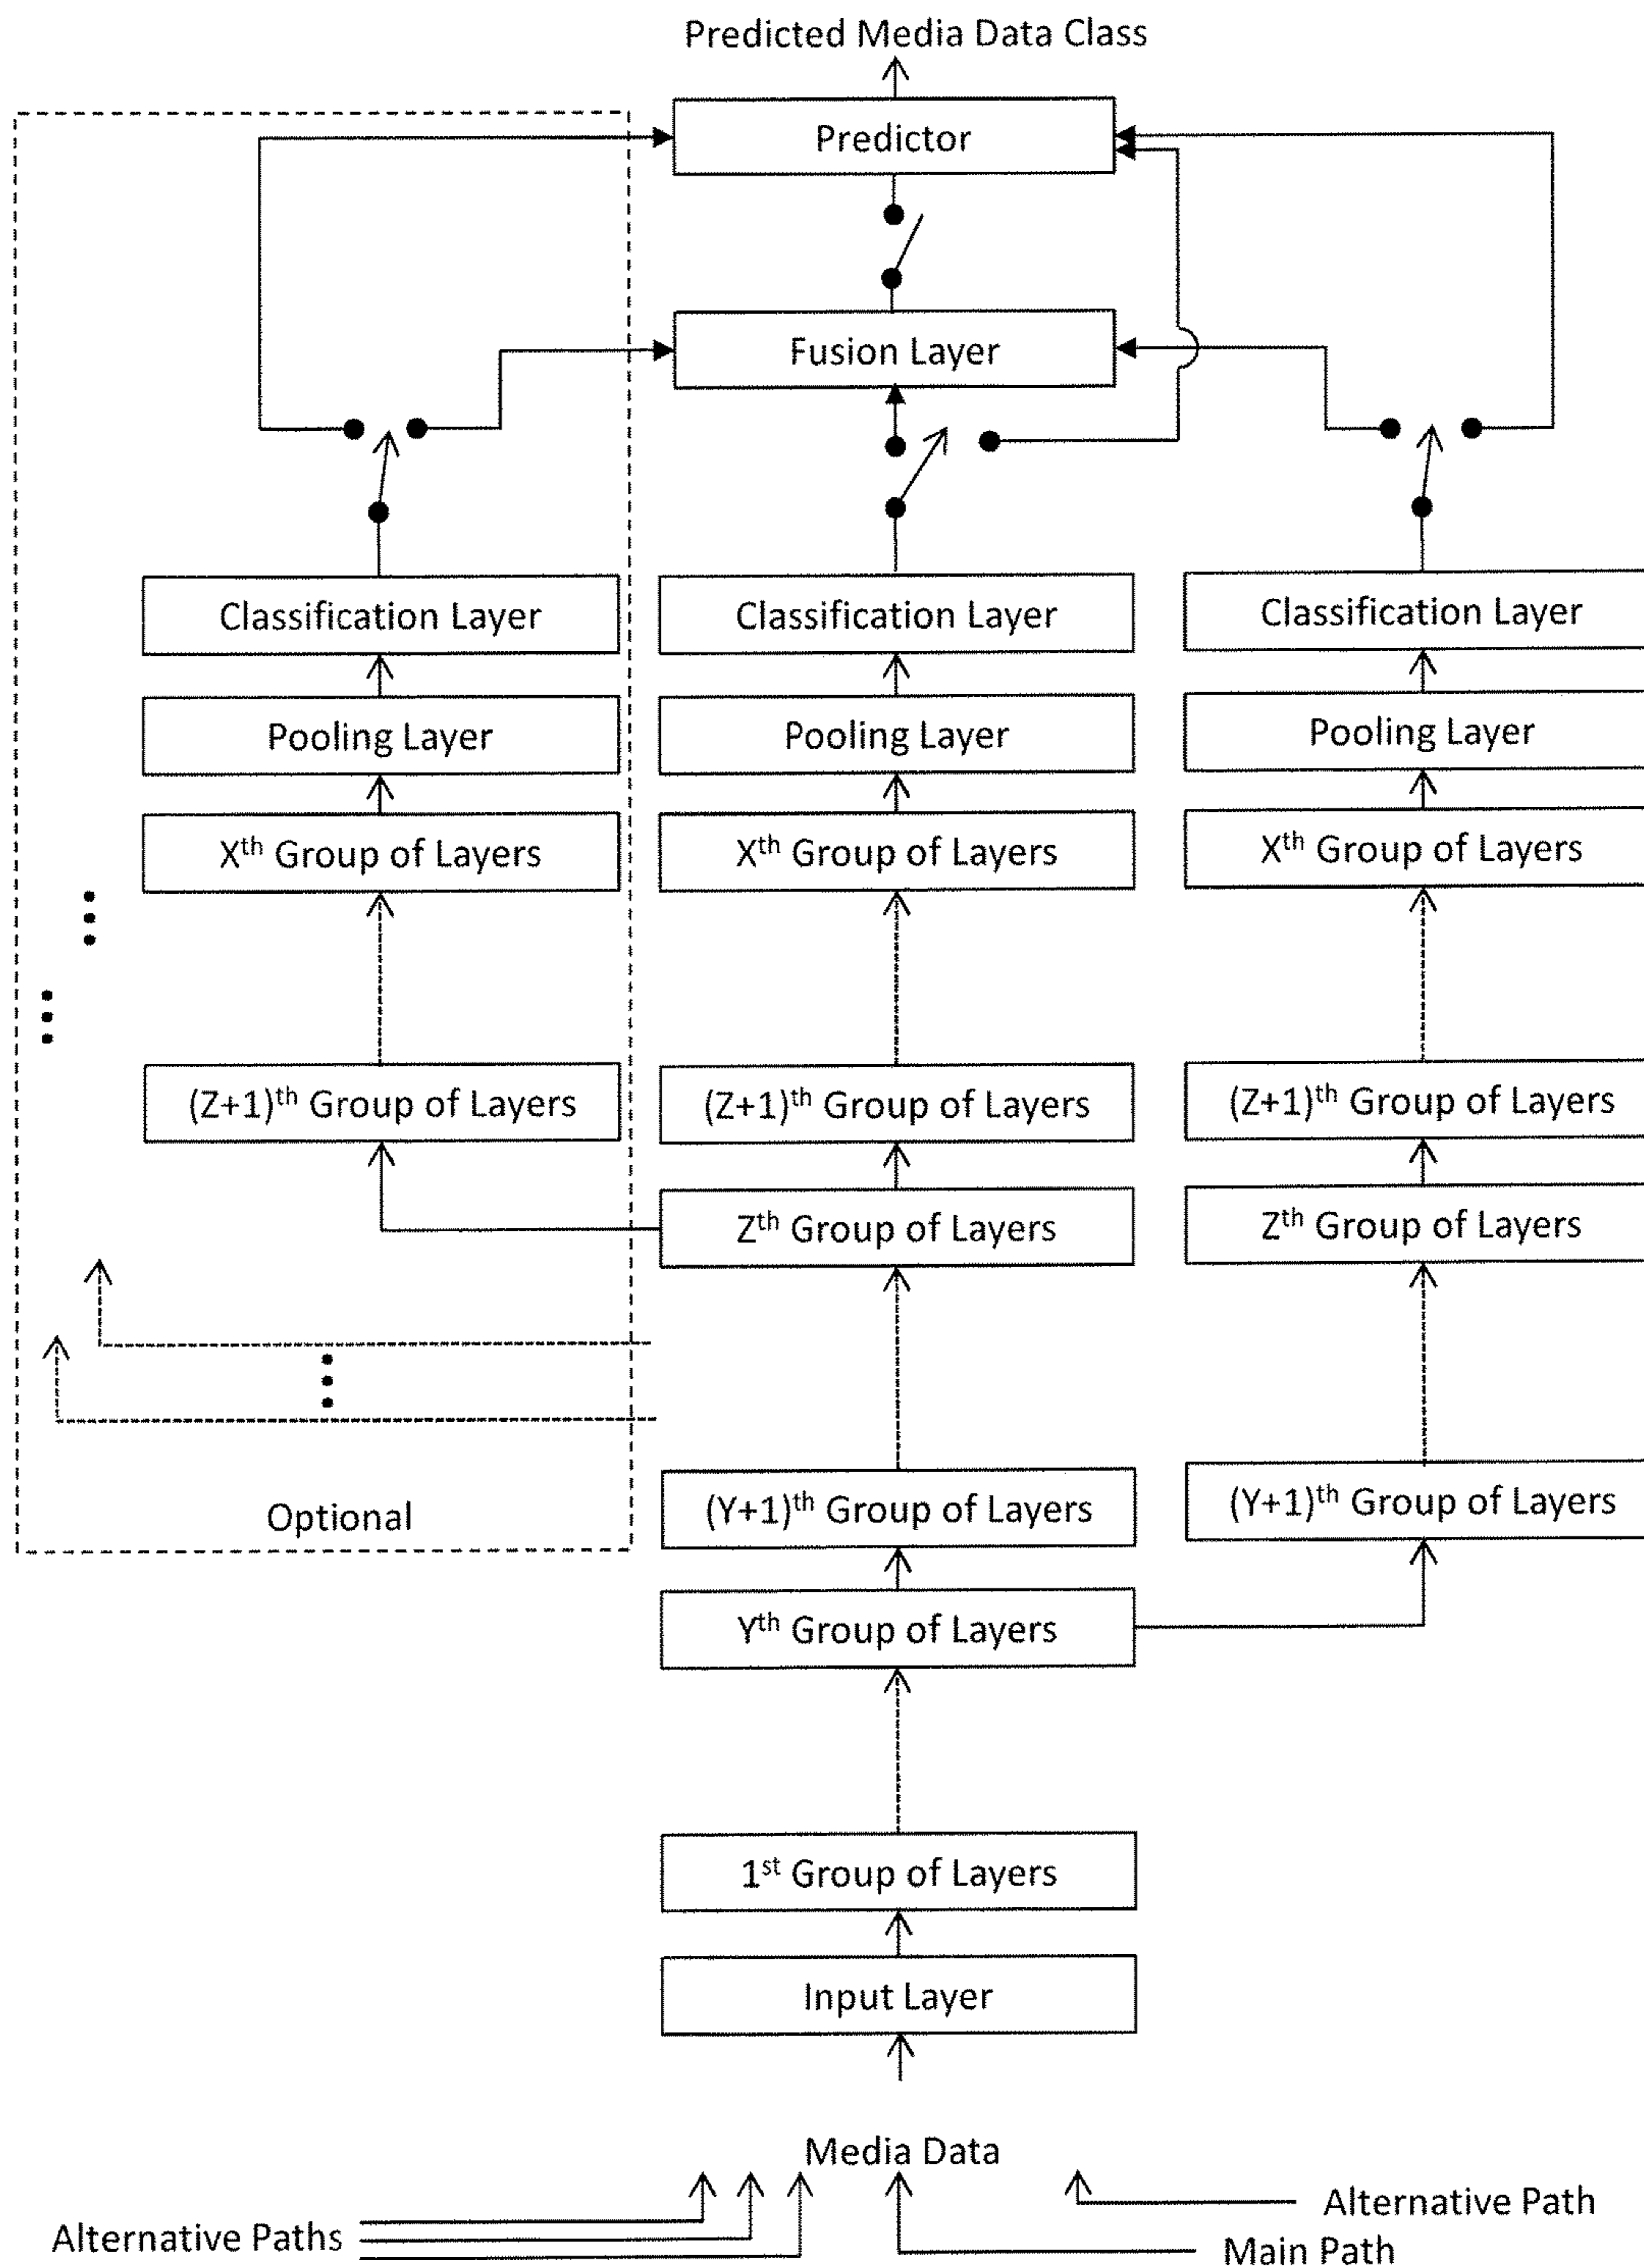 Predicted Media Data Class
Predictor
Fusion Layer
Classification Layer
Classification Layer
Classification Layer
Pooling Layer
Pooling Layer
Pooling Layer
Xth Group of Layers
Xth Group of Layers
Xth Group of Layers
(Z+1)th Group of Layers
(Z+1)th Group of Layers
(Z+1)th Group of Layers
Zth Group of Layers
Zth Group of Layers
(Y+1)th Group of Layers
(Y+1)th Group of Layers
Optional
Yth Group of Layers
1st Group of Layers
Input Layer
Media Data
Alternative Paths
Alternative Path
Main Path